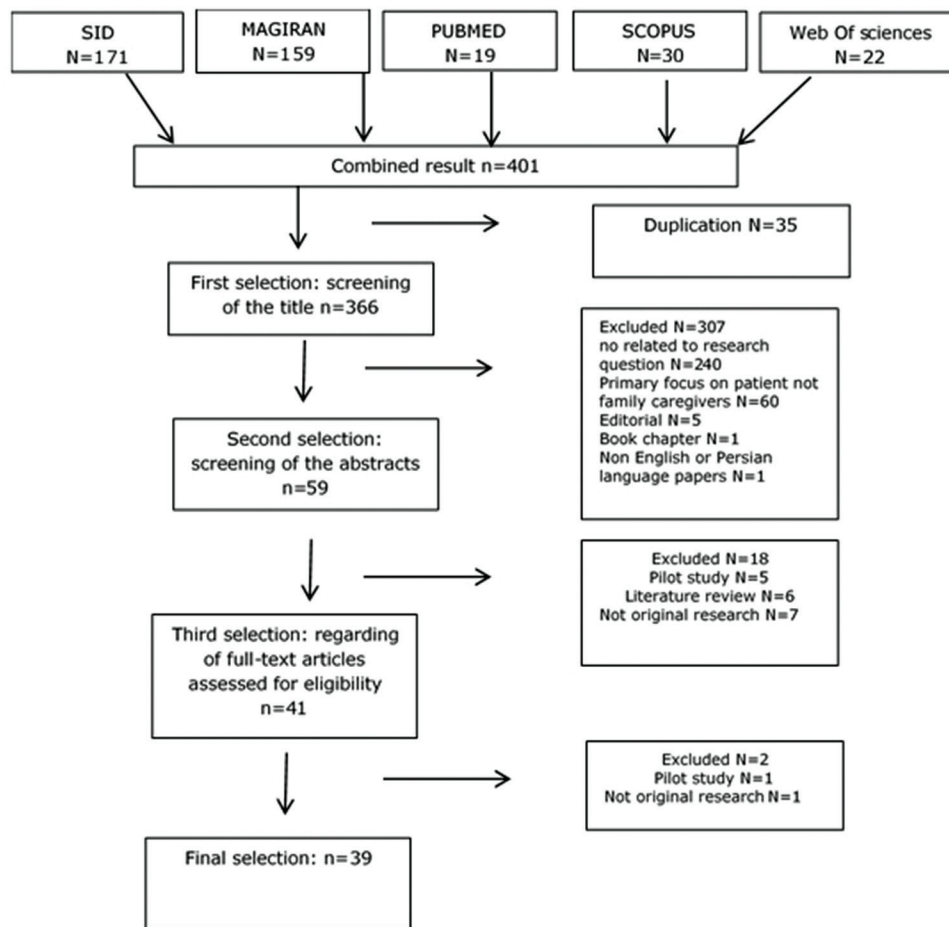 SID
N=171
MAGIRAN
N=159
PUBMED
N=19
SCOPUS
N=30
Web Of sciences
N=22
Combined result n=401
Duplication N=35
First selection: screening
of the title n=366
Excluded N=307
no related to research
question N=240
Primary focus on patient not
family caregivers N=60
Editorial N=5
Book chapter N=1
Non English or Persian
language papers N=1
Second selection:
screening of the abstracts
n=59
Excluded N=18
Pilot study N=5
Literature review N=6
Not original research N=7
Third selection: regarding
of full-text articles
assessed for eligibility
n=41
Excluded N=2
Pilot study N=1
Not original research N=1
Final selection: n=39